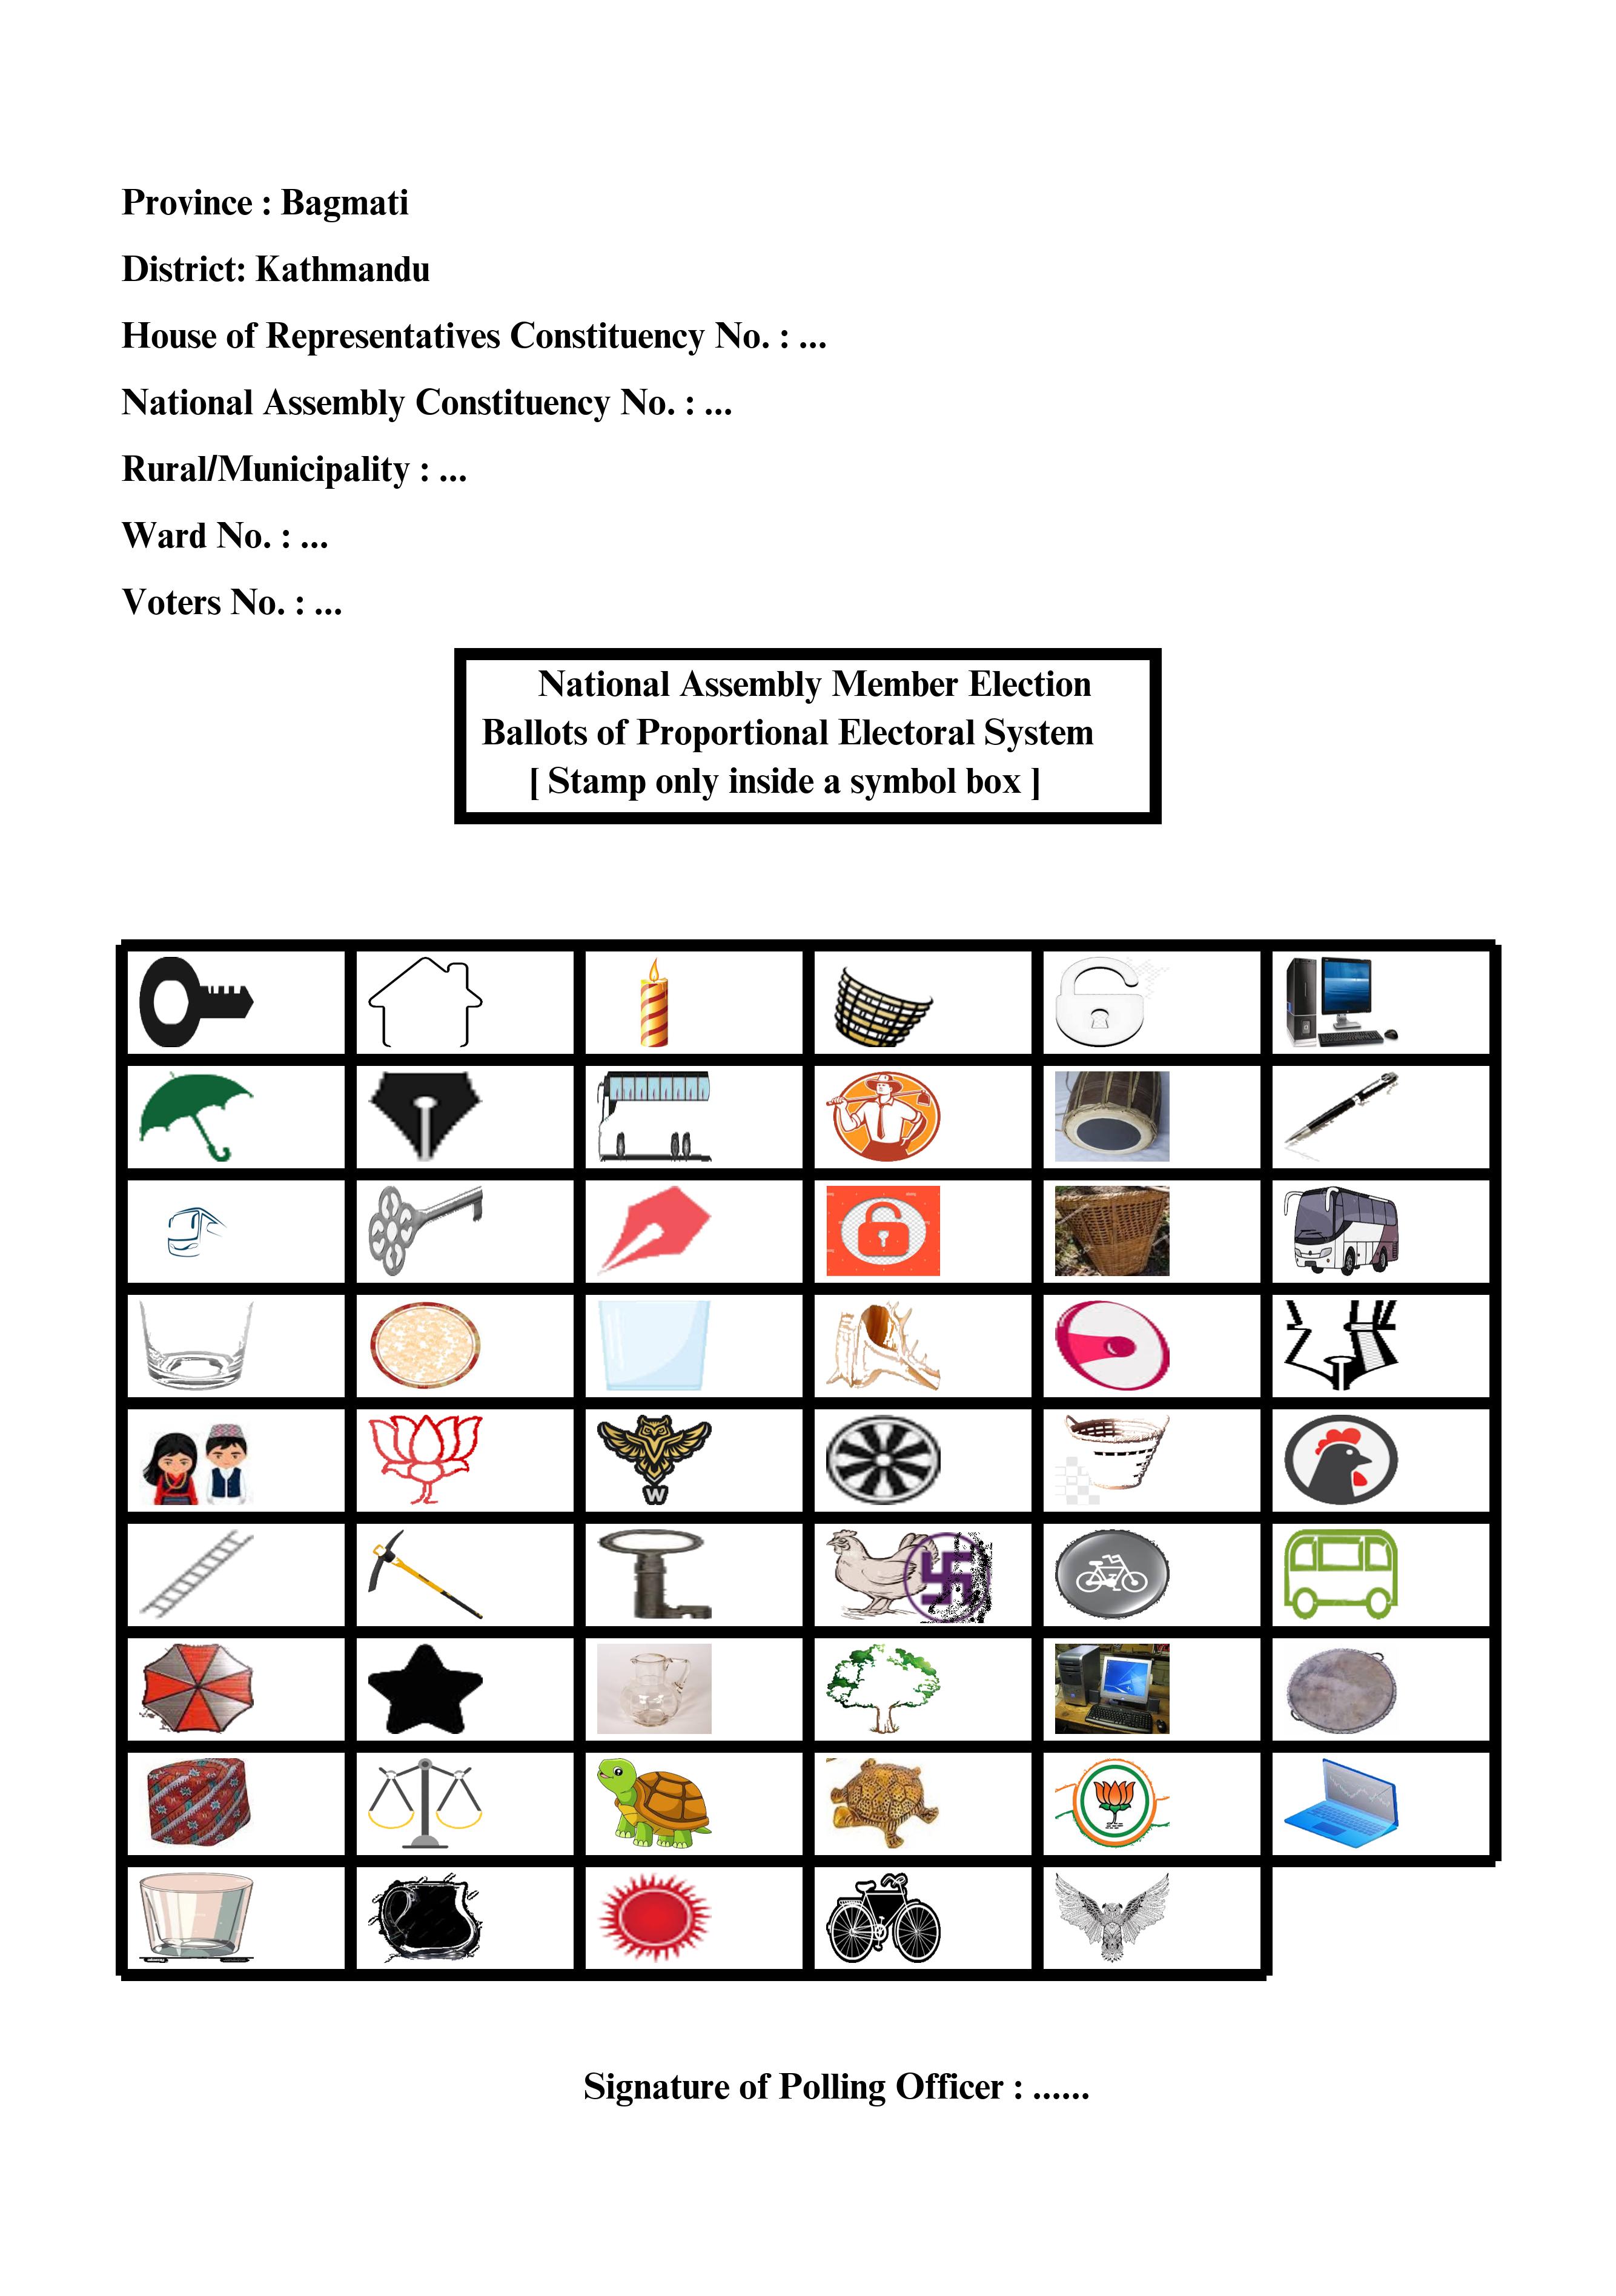 Province : Bagmati
District: Kathmandu
House of Representatives Constituency No. : ...
National Assembly Constituency No. : ...
Rural/Municipality : ...
Ward No. : ...
Voters No. : ...
National Assembly Member Election
Ballots of Proportional Electoral System
[ Stamp only inside a symbol box ]
W
Signature of Polling Officer : ......